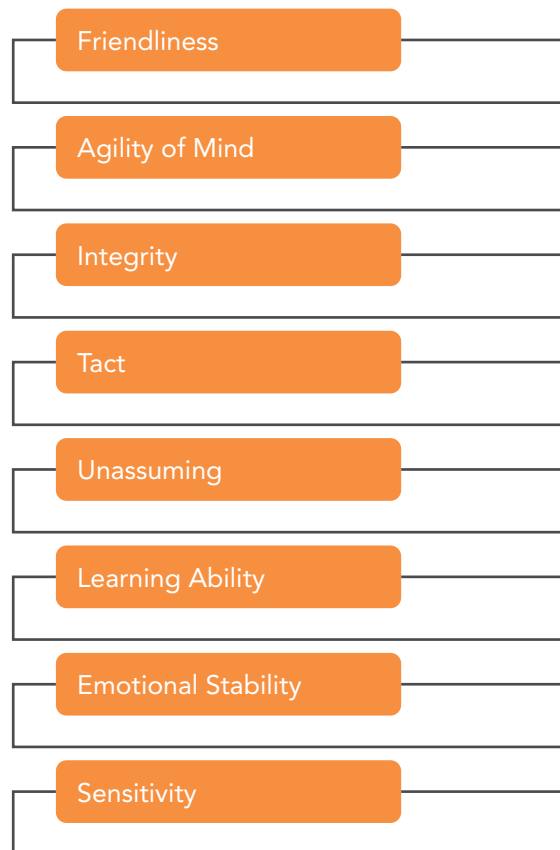 Friendliness
Agility of Mind
Integrity
Tact
Unassuming
Learning Ability
Emotional Stability
Sensitivity